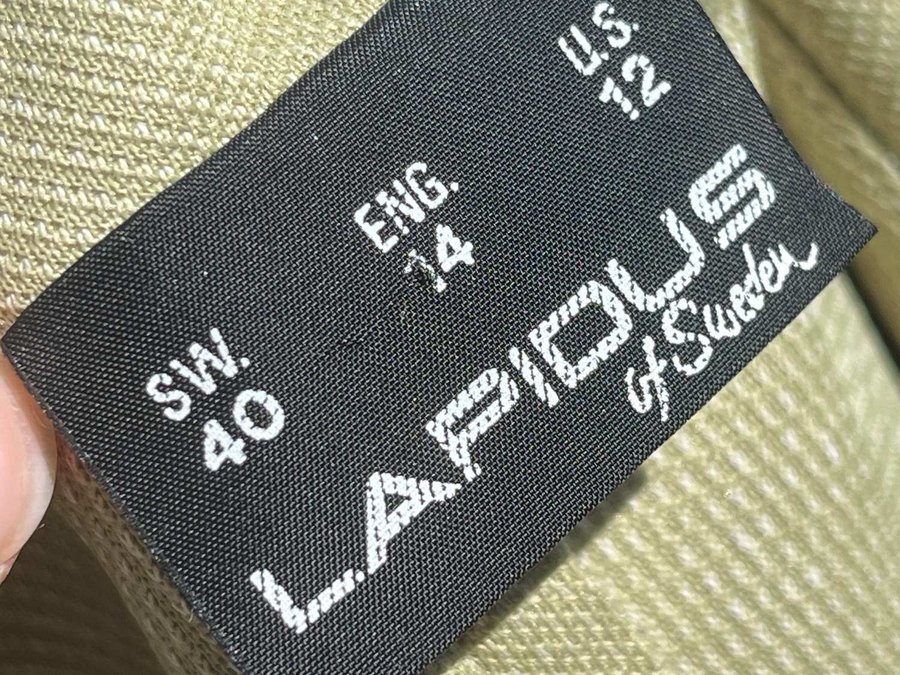 SW. ENG. U.S.
40 14 12
LAPIDUS
of Sweden